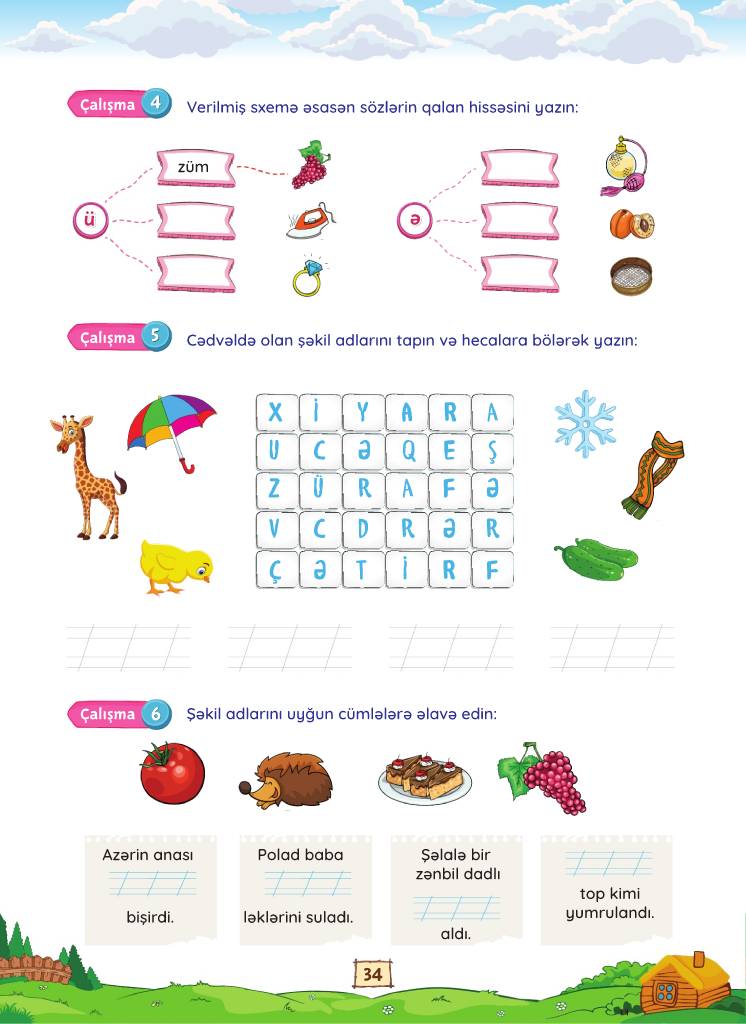 Çalışma 4 Verilmiş sxemə əsasən sözlərin qalan hissəsini yazın:
züm
ü
ə
Çalışma 5 Cədvəldə olan şəkil adlarını tapın və hecalara bölərək yazın:
X İ Y A R A
U C Ə Q E Ş
Z Ü R A F Ə
V C D R Ə R
Ç Ə T İ R F
Çalışma 6 Şəkil adlarını uyğun cümlələrə əlavə edin:
Azərin anası
bişirdi.
Polad baba
ləklərini suladı.
Şəlalə bir
zənbil dadlı
aldı.
top kimi
yumrulandı.
34